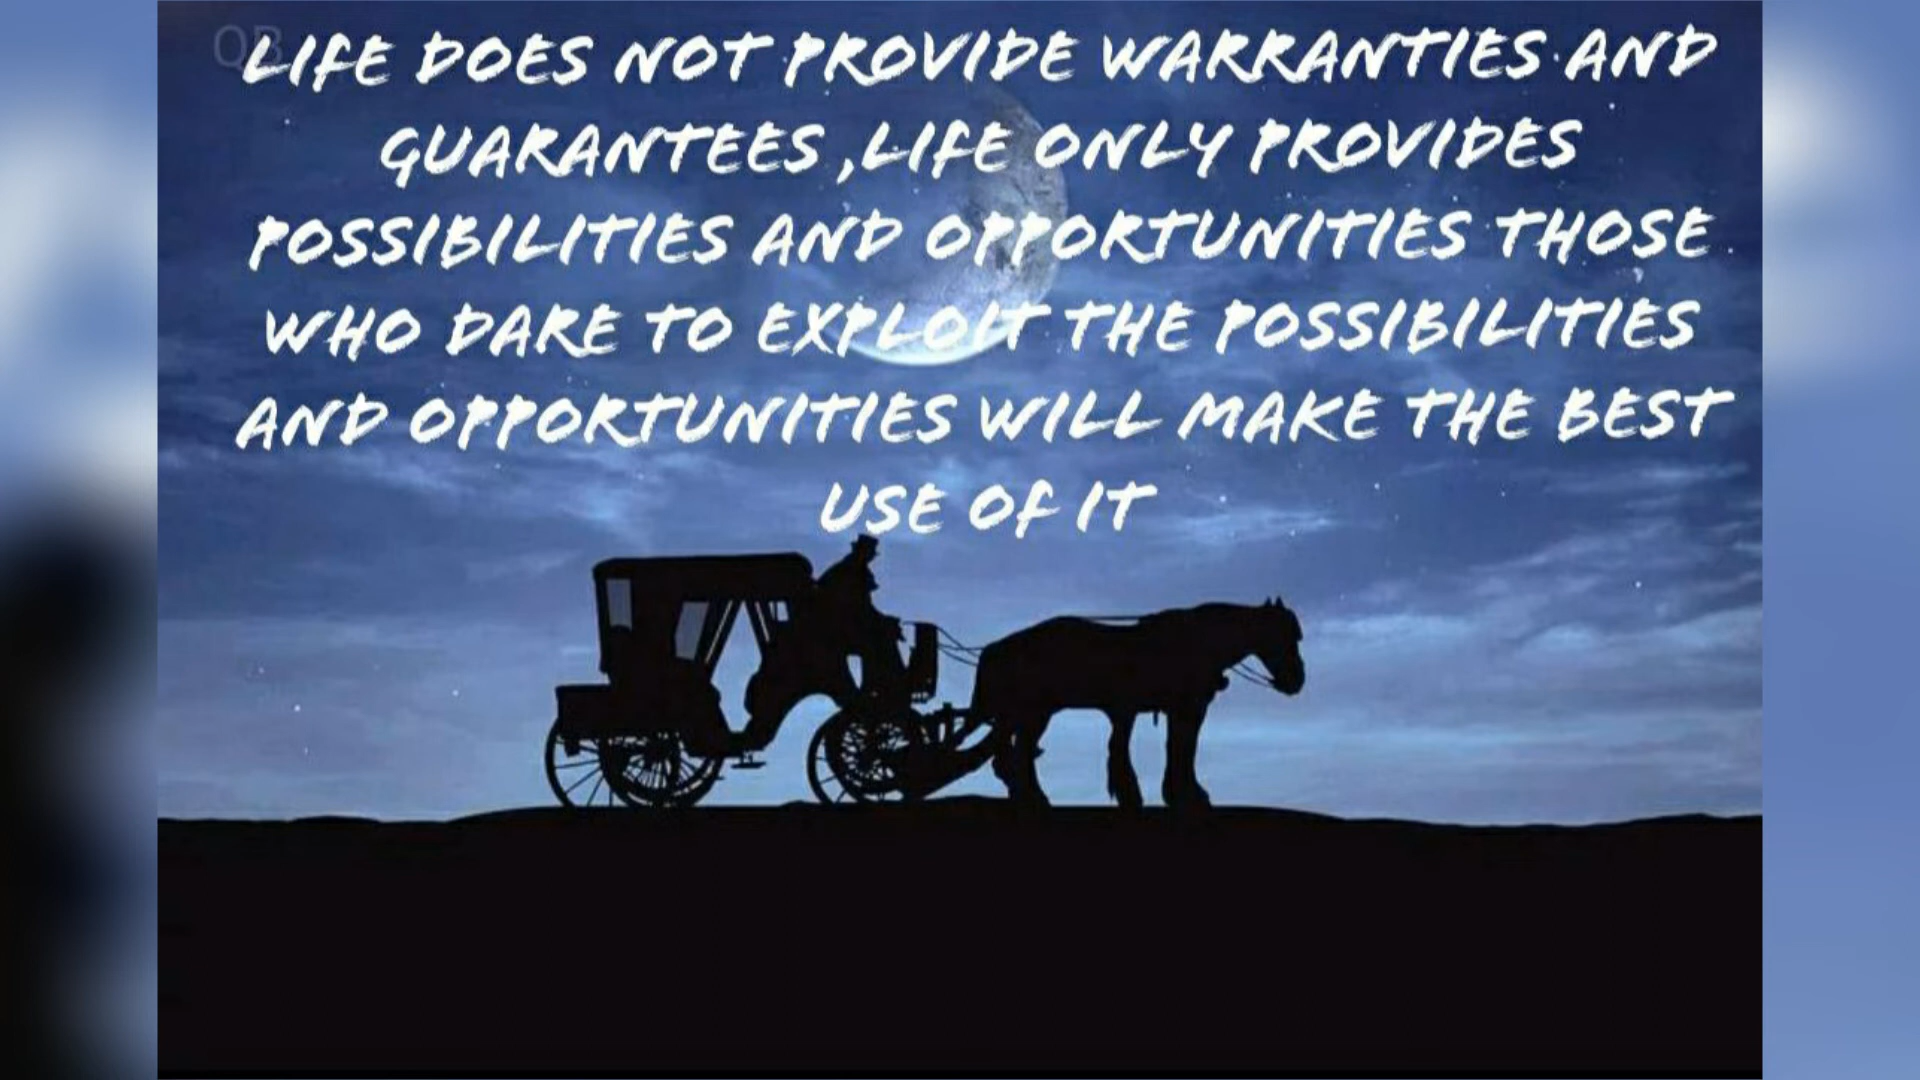 QB
LIFE DOES NOT PROVIDE WARRANTIES AND
GUARANTEES ,LIFE ONLY PROVIDES
POSSIBILITIES AND OPPORTUNITIES THOSE
WHO DARE TO EXPLOIT THE POSSIBILITIES
AND OPPORTUNITIES WILL MAKE THE BEST
USE OF IT